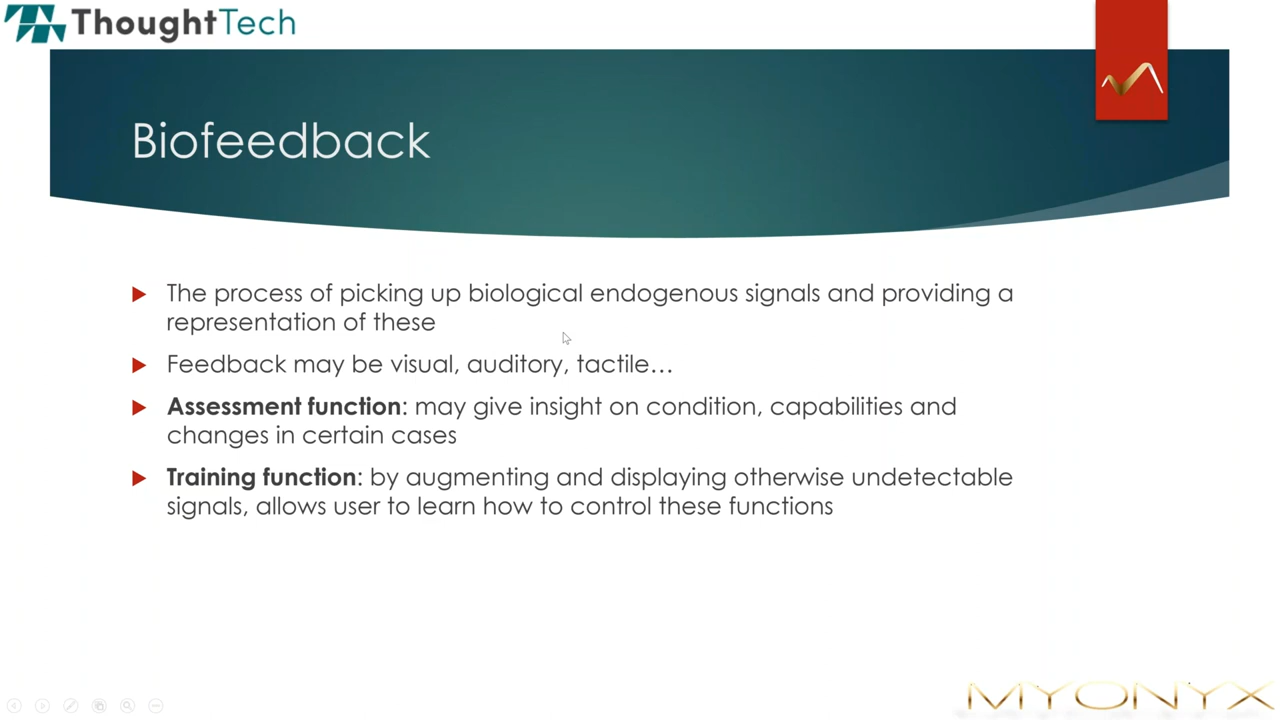 ThoughtTech
Biofeedback
The process of picking up biological endogenous signals and providing a
representation of these
Feedback may be visual, auditory, tactile…
Assessment function: may give insight on condition, capabilities and
changes in certain cases
Training function: by augmenting and displaying otherwise undetectable
signals, allows user to learn how to control these functions
MYONYX